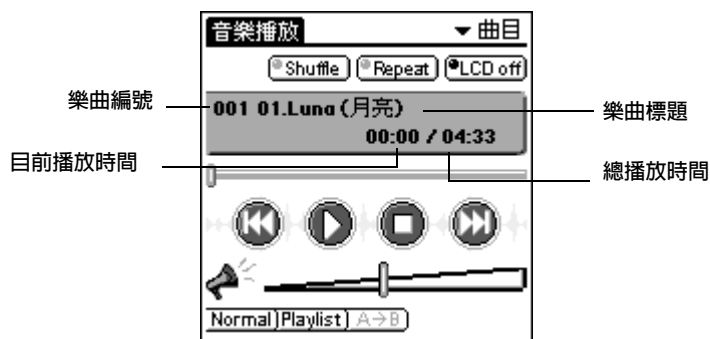 音樂播放 曲目
Shuffle Repeat LCD off
樂曲編號 001 01.Luna (月亮) 樂曲標題
00:00 / 04:33
目前播放時間 總播放時間
Normal Playlist A→B